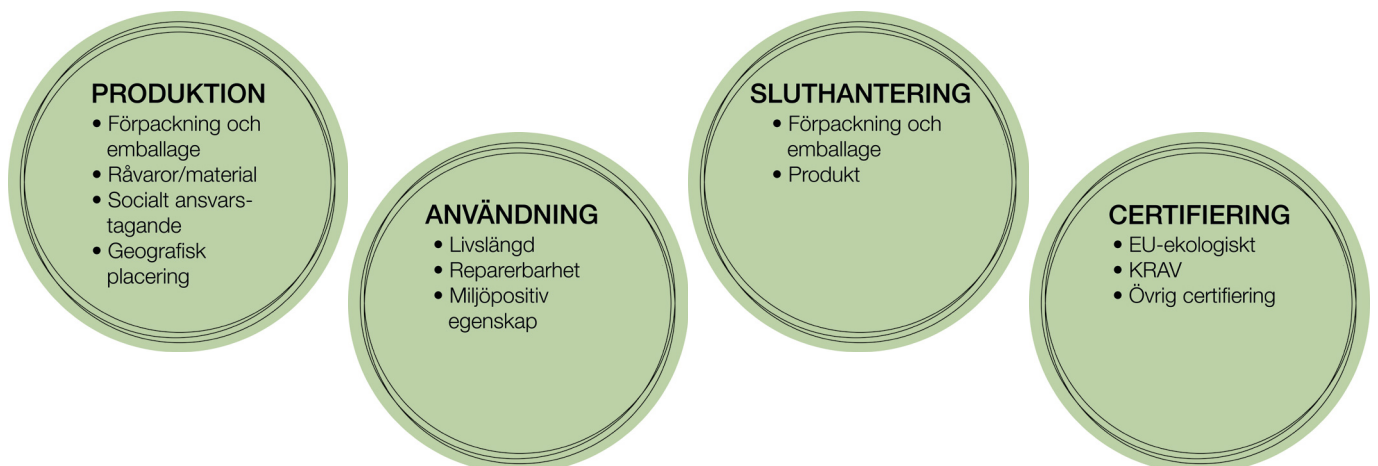 PRODUKTION
• Förpackning och
emballage
• Råvaror/material
• Socialt ansvars-
tagande
• Geografisk
placering
ANVÄNDNING
• Livslängd
• Reparerbarhet
• Miljöpositiv
egenskap
SLUTHANTERING
• Förpackning och
emballage
• Produkt
CERTIFIERING
• EU-ekologiskt
• KRAV
• Övrig certifiering